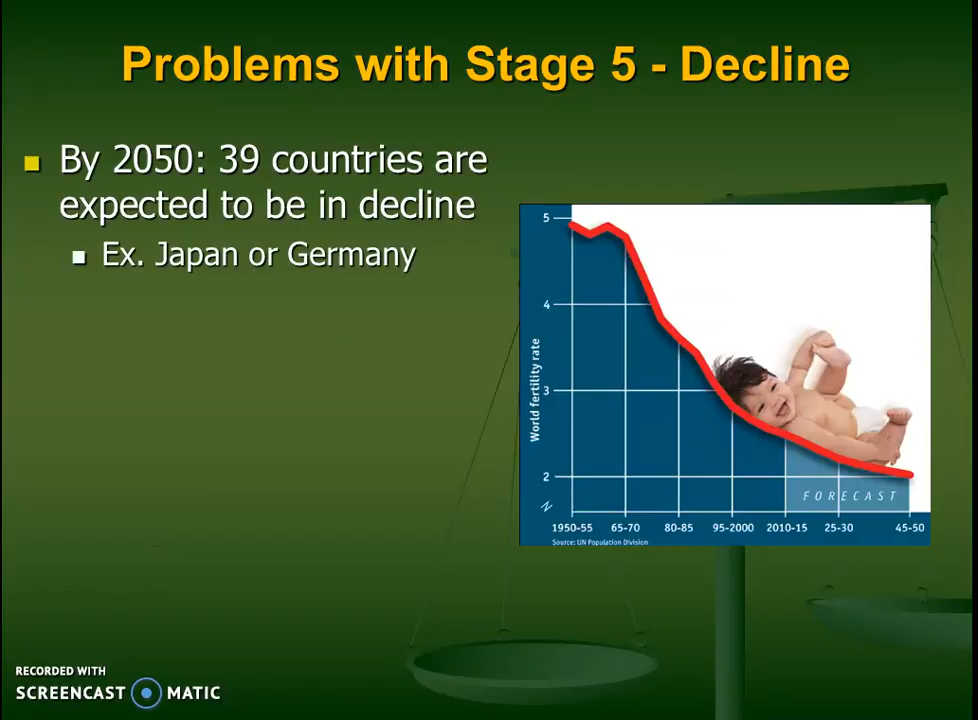 Problems with Stage 5 - Decline
By 2050: 39 countries are
expected to be in decline
Ex. Japan or Germany
World fertility rate
5
4
3
2
FORECAST
1950-55 65-70 80-85 95-2000 2010-15 25-30 45-50
Source: UN Population Division
RECORDED WITH
SCREENCAST MATIC